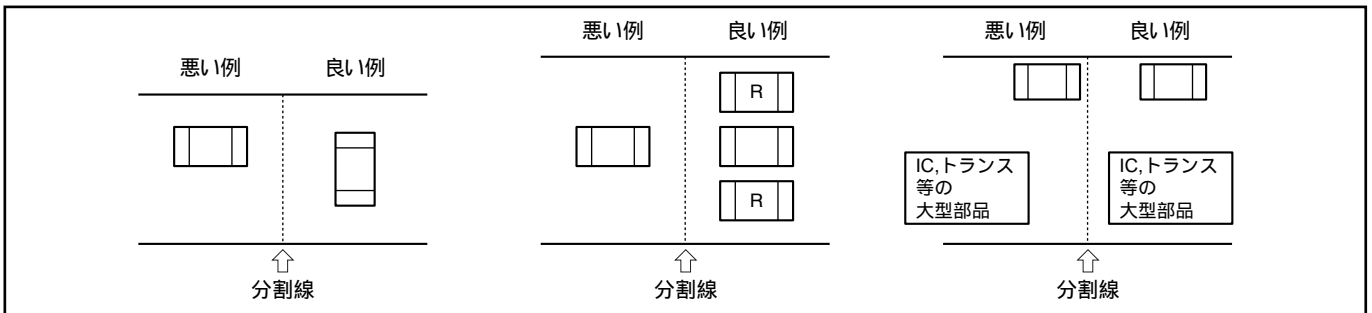 悪い例 良い例
分割線
悪い例 良い例
R
R
分割線
悪い例 良い例
IC,トランス
等の
大型部品
IC,トランス
等の
大型部品
分割線